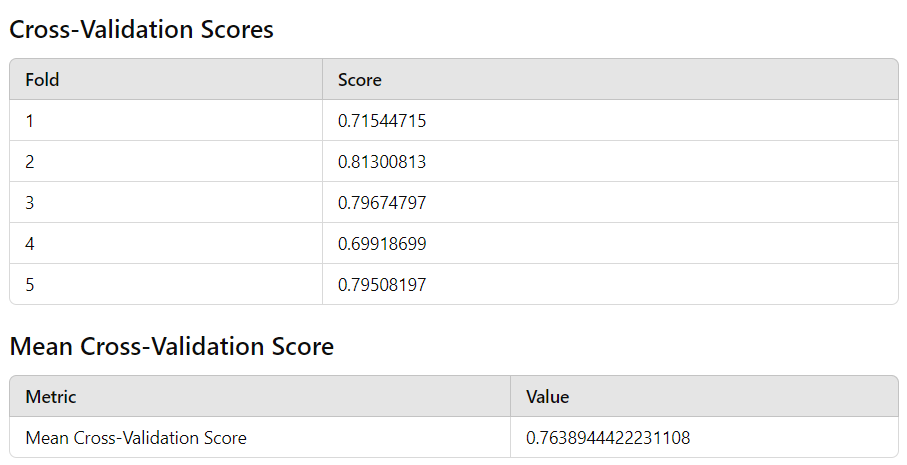 Cross-Validation Scores
Fold Score
1 0.71544715
2 0.81300813
3 0.79674797
4 0.69918699
5 0.79508197
Mean Cross-Validation Score
Metric Value
Mean Cross-Validation Score 0.7638944422231108